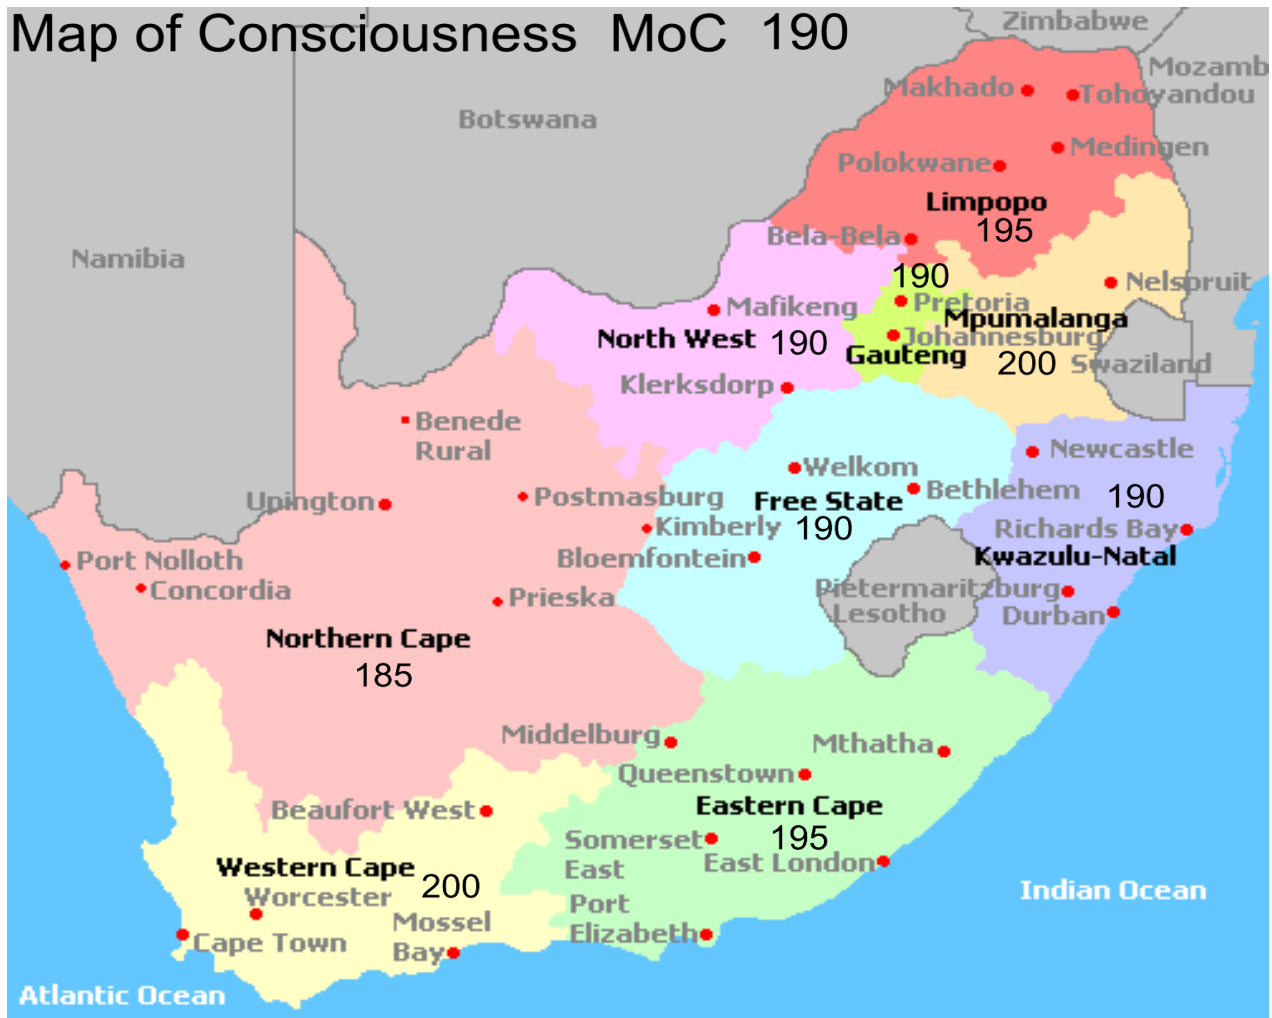 Map of Consciousness MoC 190
Zimbabwe
Mozamb
Makhado
Tohoyandou
Botswana
Medingen
Polokwane
Limpopo
195
Bela-Bela
Namibia
190
Nelspruit
Pretoria
Mafikeng
Mpumalanga
North West 190
Johannesburg
Gauteng
200
Swaziland
Klerksdorp
Benede
Rural
Newcastle
Welkom
Bethlehem
190
Upington
Postmasburg
Free State
190
Kimberly
Richards Bay
Bloemfontein
Kwazulu-Natal
Port Nolloth
Concordia
Prieska
Pietermaritzburg
Lesotho
Durban
Northern Cape
185
Middelburg
Mthatha
Queenstown
Beaufort West
Eastern Cape
195
Somerset
East
East London
Western Cape
200
Worcester
Indian Ocean
Port
Elizabeth
Mossel
Bay
Cape Town
Atlantic Ocean